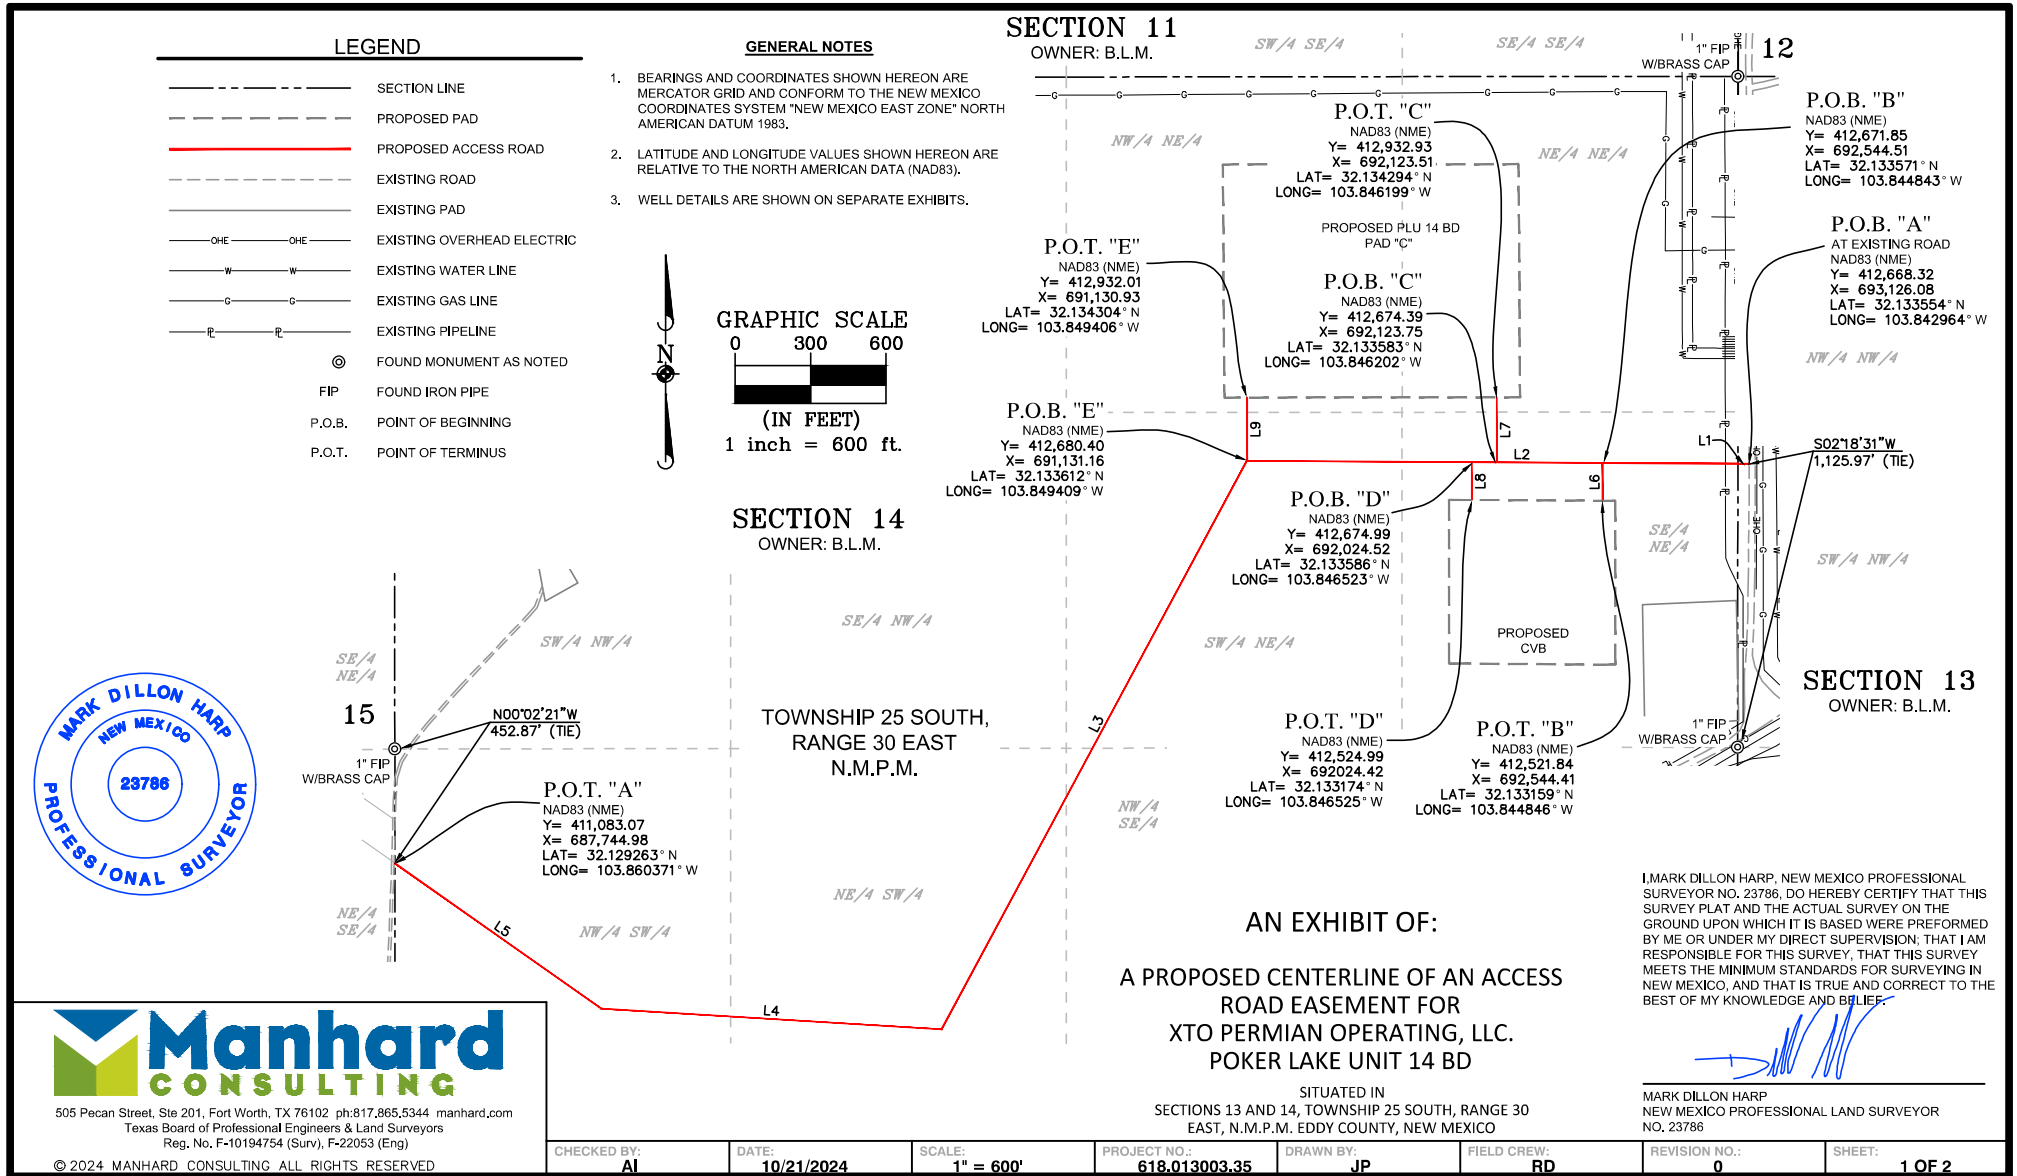 LEGEND
SECTION LINE
PROPOSED PAD
PROPOSED ACCESS ROAD
EXISTING ROAD
EXISTING PAD
OHE OHE EXISTING OVERHEAD ELECTRIC
W W EXISTING WATER LINE
G G EXISTING GAS LINE
PL PL EXISTING PIPELINE
FOUND MONUMENT AS NOTED
FIP FOUND IRON PIPE
P.O.B. POINT OF BEGINNING
P.O.T. POINT OF TERMINUS
GENERAL NOTES
1. BEARINGS AND COORDINATES SHOWN HEREON ARE
MERCATOR GRID AND CONFORM TO THE NEW MEXICO
COORDINATES SYSTEM "NEW MEXICO EAST ZONE" NORTH
AMERICAN DATUM 1983.
2. LATITUDE AND LONGITUDE VALUES SHOWN HEREON ARE
RELATIVE TO THE NORTH AMERICAN DATA (NAD83).
3. WELL DETAILS ARE SHOWN ON SEPARATE EXHIBITS.
N
GRAPHIC SCALE
0 300 600
(IN FEET)
1 inch = 600 ft.
SECTION 14
OWNER: B.L.M.
SECTION 11
OWNER: B.L.M.
SW/4 SE/4
SE/4 SE/4
1" FIP
W/BRASS CAP
12
NW/4 NE/4
NE/4 NE/4
P.O.T. "C"
NAD83 (NME)
Y= 412,932.93
X= 692,123.51
LAT= 32.134294° N
LONG= 103.846199° W
P.O.B. "B"
NAD83 (NME)
Y= 412,671.85
X= 692,544.51
LAT= 32.133571° N
LONG= 103.844843° W
PROPOSED PLU 14 BD
PAD "C"
P.O.B. "A"
AT EXISTING ROAD
NAD83 (NME)
Y= 412,668.32
X= 693,126.08
LAT= 32.133554° N
LONG= 103.842964° W
P.O.T. "E"
NAD83 (NME)
Y= 412,932.01
X= 691,130.93
LAT= 32.134304° N
LONG= 103.849406° W
P.O.B. "C"
NAD83 (NME)
Y= 412,674.39
X= 692,123.75
LAT= 32.133583° N
LONG= 103.846202° W
NW/4 NW/4
P.O.B. "E"
NAD83 (NME)
Y= 412,680.40
X= 691,131.16
LAT= 32.133612° N
LONG= 103.849409° W
L9
L7
L2
L1
L8
L6
S02°18'31"W
1,125.97' (TIE)
P.O.B. "D"
NAD83 (NME)
Y= 412,674.99
X= 692,024.52
LAT= 32.133586° N
LONG= 103.846523° W
SE/4
NE/4
SW/4 NW/4
PROPOSED
CVB
SECTION 13
OWNER: B.L.M.
1" FIP
W/BRASS CAP
SE/4 NW/4
SW/4 NW/4
SW/4 NE/4
SE/4
NE/4
15
N00°02'21"W
452.87' (TIE)
1" FIP
W/BRASS CAP
TOWNSHIP 25 SOUTH,
RANGE 30 EAST
N.M.P.M.
L3
P.O.T. "D"
NAD83 (NME)
Y= 412,524.99
X= 692024.42
LAT= 32.133174° N
LONG= 103.846525° W
P.O.T. "B"
NAD83 (NME)
Y= 412,521.84
X= 692,544.41
LAT= 32.133159° N
LONG= 103.844846° W
P.O.T. "A"
NAD83 (NME)
Y= 411,083.07
X= 687,744.98
LAT= 32.129263° N
LONG= 103.860371° W
NW/4
SE/4
NE/4 SW/4
NW/4 SW/4
NE/4
SE/4
L5
L4
MARK DILLON HARP
NEW MEXICO
23786
PROFESSIONAL SURVEYOR
AN EXHIBIT OF:
A PROPOSED CENTERLINE OF AN ACCESS
ROAD EASEMENT FOR
XTO PERMIAN OPERATING, LLC.
POKER LAKE UNIT 14 BD
SITUATED IN
SECTIONS 13 AND 14, TOWNSHIP 25 SOUTH, RANGE 30
EAST, N.M.P.M. EDDY COUNTY, NEW MEXICO
I,MARK DILLON HARP, NEW MEXICO PROFESSIONAL
SURVEYOR NO. 23786, DO HEREBY CERTIFY THAT THIS
SURVEY PLAT AND THE ACTUAL SURVEY ON THE
GROUND UPON WHICH IT IS BASED WERE PREFORMED
BY ME OR UNDER MY DIRECT SUPERVISION; THAT I AM
RESPONSIBLE FOR THIS SURVEY, THAT THIS SURVEY
MEETS THE MINIMUM STANDARDS FOR SURVEYING IN
NEW MEXICO, AND THAT IS TRUE AND CORRECT TO THE
BEST OF MY KNOWLEDGE AND BELIEF.
MARK DILLON HARP
NEW MEXICO PROFESSIONAL LAND SURVEYOR
NO. 23786
Manhard
CONSULTING
505 Pecan Street, Ste 201, Fort Worth, TX 76102 ph:817.865.5344 manhard.com
Texas Board of Professional Engineers & Land Surveyors
Reg. No. F-10194754 (Surv), F-22053 (Eng)
© 2024 MANHARD CONSULTING ALL RIGHTS RESERVED
CHECKED BY: AI
DATE: 10/21/2024
SCALE: 1" = 600'
PROJECT NO.: 618.013003.35
DRAWN BY: JP
FIELD CREW: RD
REVISION NO.: 0
SHEET: 1 OF 2